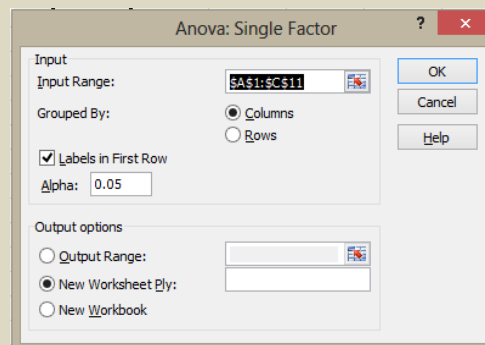 Anova: Single Factor
?
x
Input
Input Range:
$A$1:$C$11
Grouped By:
Columns
Rows
Labels in First Row
Alpha: 0.05
OK
Cancel
Help
Output options
Output Range:
New Worksheet Ply:
New Workbook